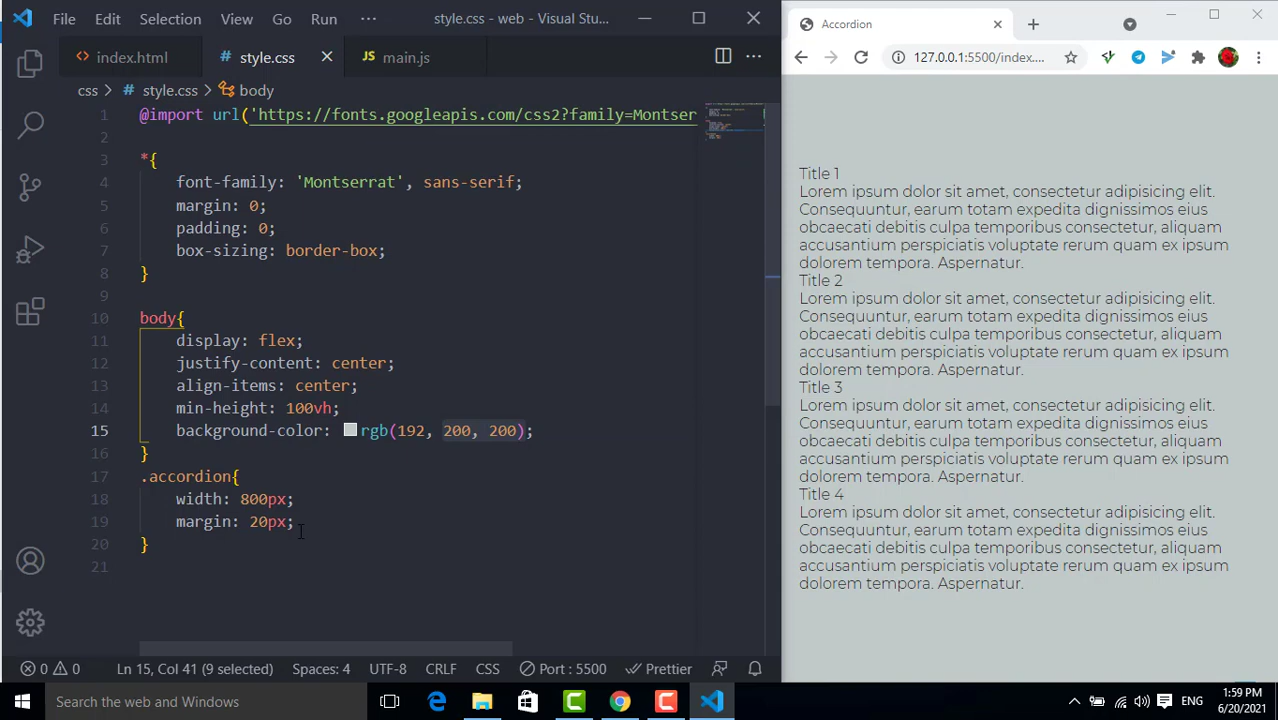 File Edit Selection View Go Run ··· style.css - web - Visual Stu...
index.html # style.css JS main.js
css > # style.css > body
1 @import url('https://fonts.googleapis.com/css2?family=Montser
2
3 *{
4 font-family: 'Montserrat', sans-serif;
5 margin: 0;
6 padding: 0;
7 box-sizing: border-box;
8 }
9
10 body{
11 display: flex;
12 justify-content: center;
13 align-items: center;
14 min-height: 100vh;
15 background-color: rgb(192, 200, 200);
16 }
17 .accordion{
18 width: 800px;
19 margin: 20px;
20 }
21
0 0 Ln 15, Col 41 (9 selected) Spaces: 4 UTF-8 CRLF CSS Port : 5500 Prettier
Accordion
127.0.0.1:5500/index....
Title 1
Lorem ipsum dolor sit amet, consectetur adipisicing elit.
Consequuntur, earum totam expedita dignissimos eius
obcaecati debitis culpa temporibus consectetur, aliquam
accusantium perspiciatis voluptate rerum quam ex ipsum
dolorem tempora. Aspernatur.
Title 2
Lorem ipsum dolor sit amet, consectetur adipisicing elit.
Consequuntur, earum totam expedita dignissimos eius
obcaecati debitis culpa temporibus consectetur, aliquam
accusantium perspiciatis voluptate rerum quam ex ipsum
dolorem tempora. Aspernatur.
Title 3
Lorem ipsum dolor sit amet, consectetur adipisicing elit.
Consequuntur, earum totam expedita dignissimos eius
obcaecati debitis culpa temporibus consectetur, aliquam
accusantium perspiciatis voluptate rerum quam ex ipsum
dolorem tempora. Aspernatur.
Title 4
Lorem ipsum dolor sit amet, consectetur adipisicing elit.
Consequuntur, earum totam expedita dignissimos eius
obcaecati debitis culpa temporibus consectetur, aliquam
accusantium perspiciatis voluptate rerum quam ex ipsum
dolorem tempora. Aspernatur.
Search the web and Windows
ENG
1:59 PM
6/20/2021